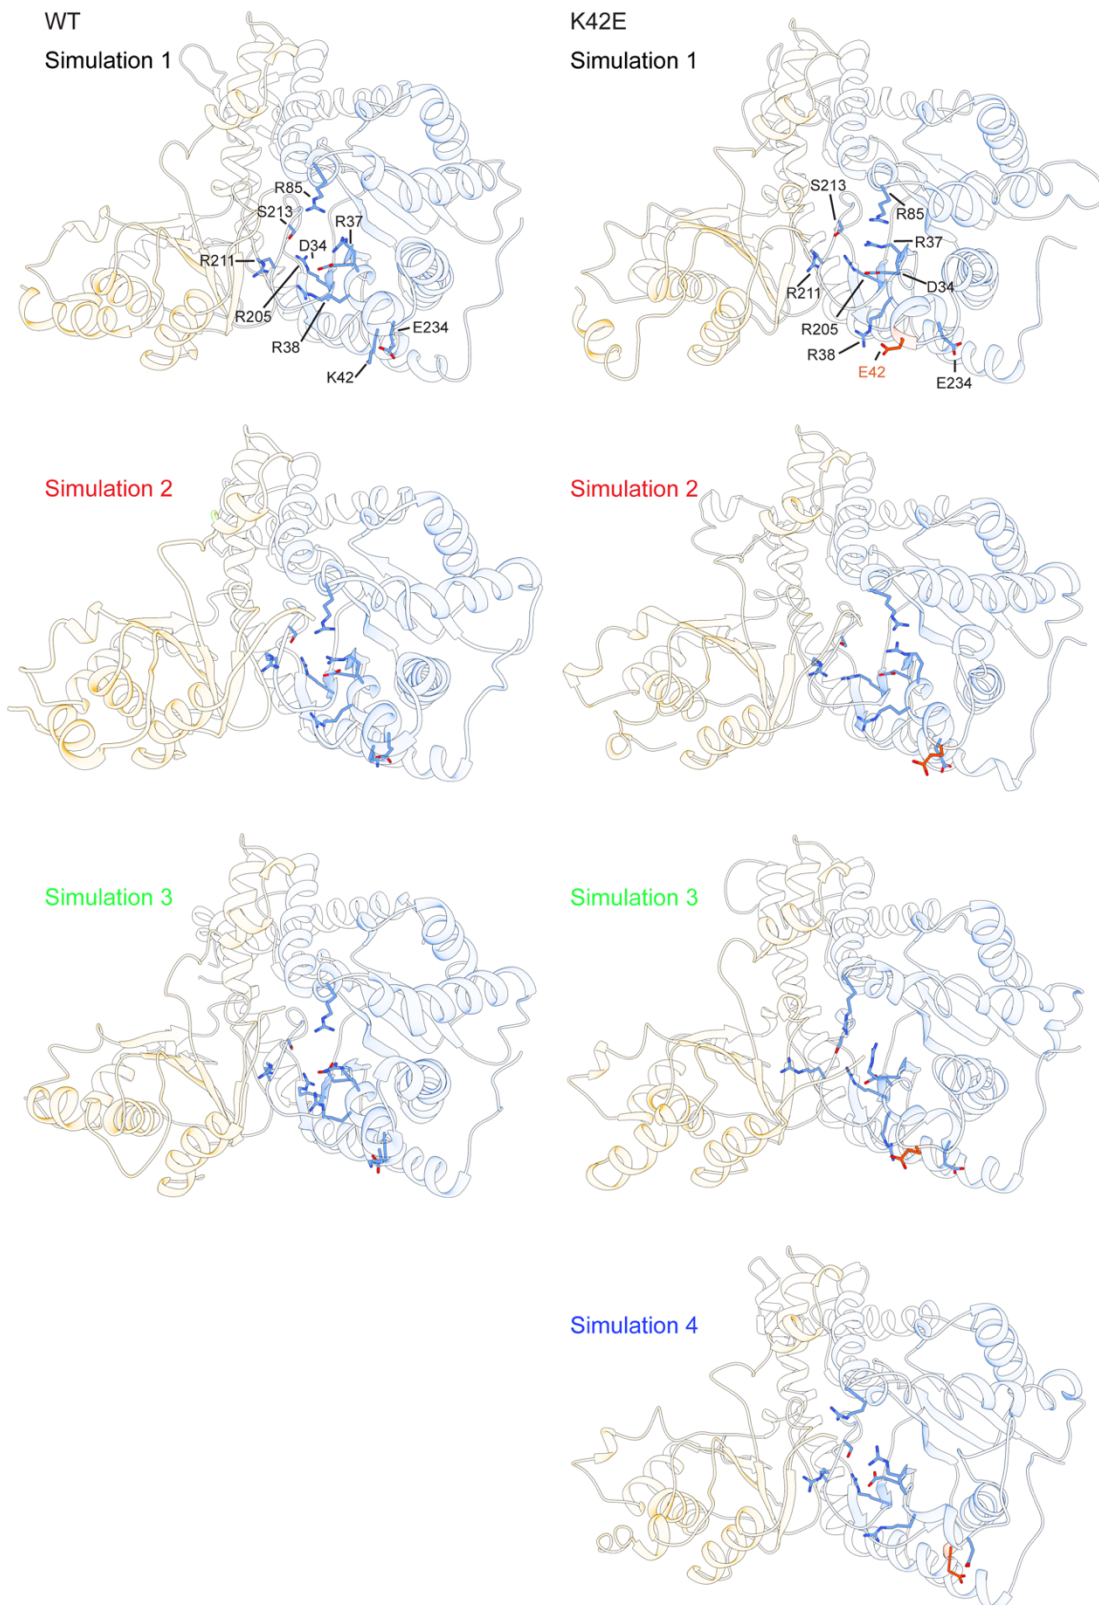 WT
K42E
Simulation 1
Simulation 1
R85
S213
R37
D34
R211
R205
R38
E234
K42
S213
R85
R37
R211
D34
R205
R38
E42
E234
Simulation 2
Simulation 2
Simulation 3
Simulation 3
Simulation 4